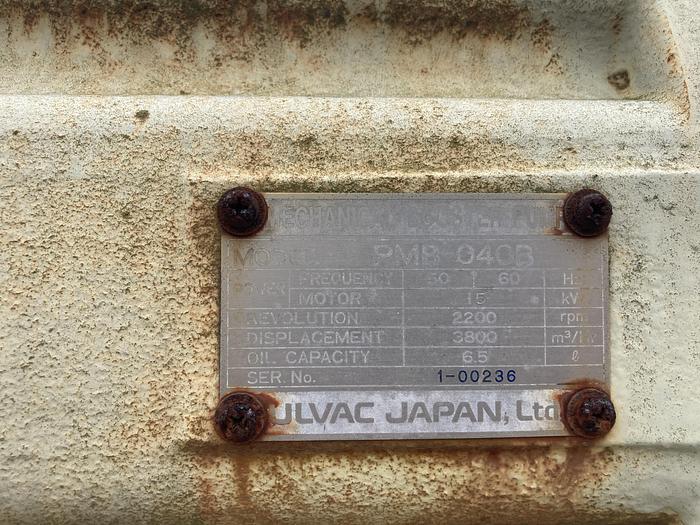 MECHANICAL BOOSTER PUMP
MODEL PMB 040B
POWER FREQUENCY 50 60 Hz
MOTOR 15 kW
REVOLUTION 2200 rpm
DISPLACEMENT 3800 m³/Hr
OIL CAPACITY 6.5 ℓ
SER. No. 1-00236
ULVAC JAPAN, Ltd.